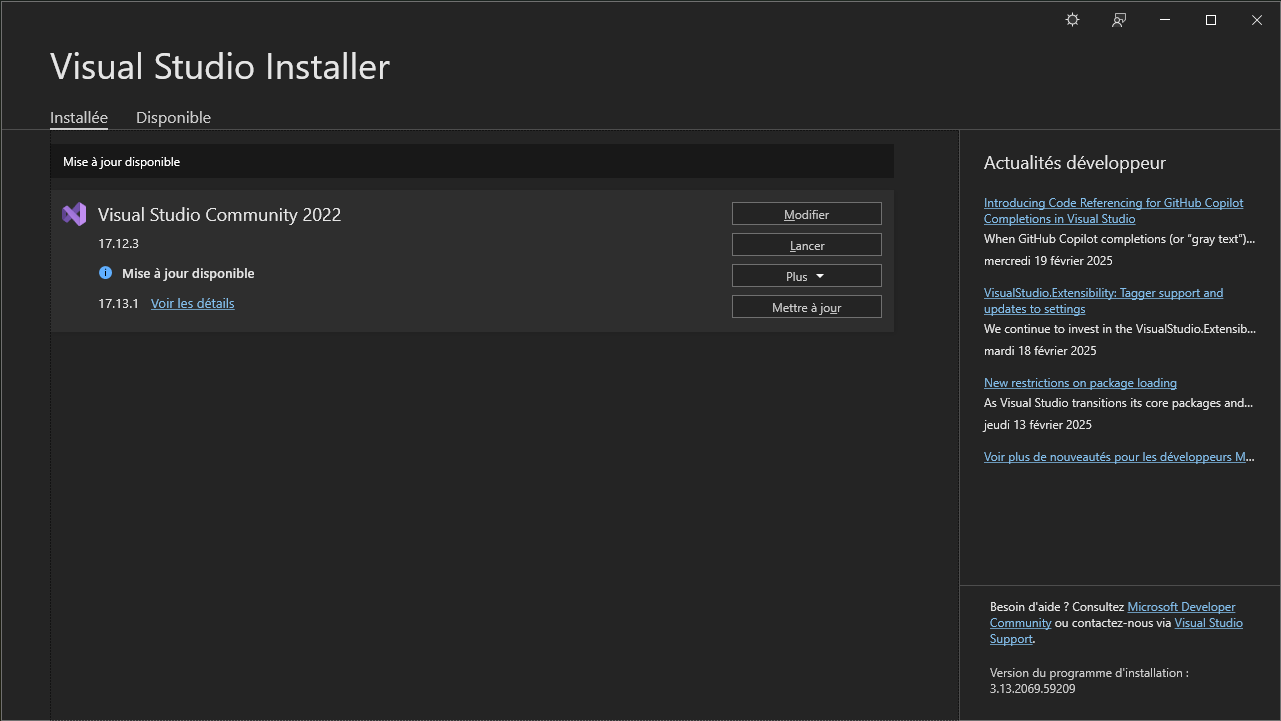 Visual Studio Installer
Installée
Disponible
Mise à jour disponible
Visual Studio Community 2022
17.12.3
Mise à jour disponible
17.13.1 Voir les détails
Modifier
Lancer
Plus
Mettre à jour
Actualités développeur
Introducing Code Referencing for GitHub Copilot
Completions in Visual Studio
When GitHub Copilot completions (or “gray text”)...
mercredi 19 février 2025
VisualStudio.Extensibility: Tagger support and
updates to settings
We continue to invest in the VisualStudio.Extensib...
mardi 18 février 2025
New restrictions on package loading
As Visual Studio transitions its core packages and...
jeudi 13 février 2025
Voir plus de nouveautés pour les développeurs M...
Besoin d'aide ? Consultez Microsoft Developer
Community ou contactez-nous via Visual Studio
Support.
Version du programme d'installation :
3.13.2069.59209